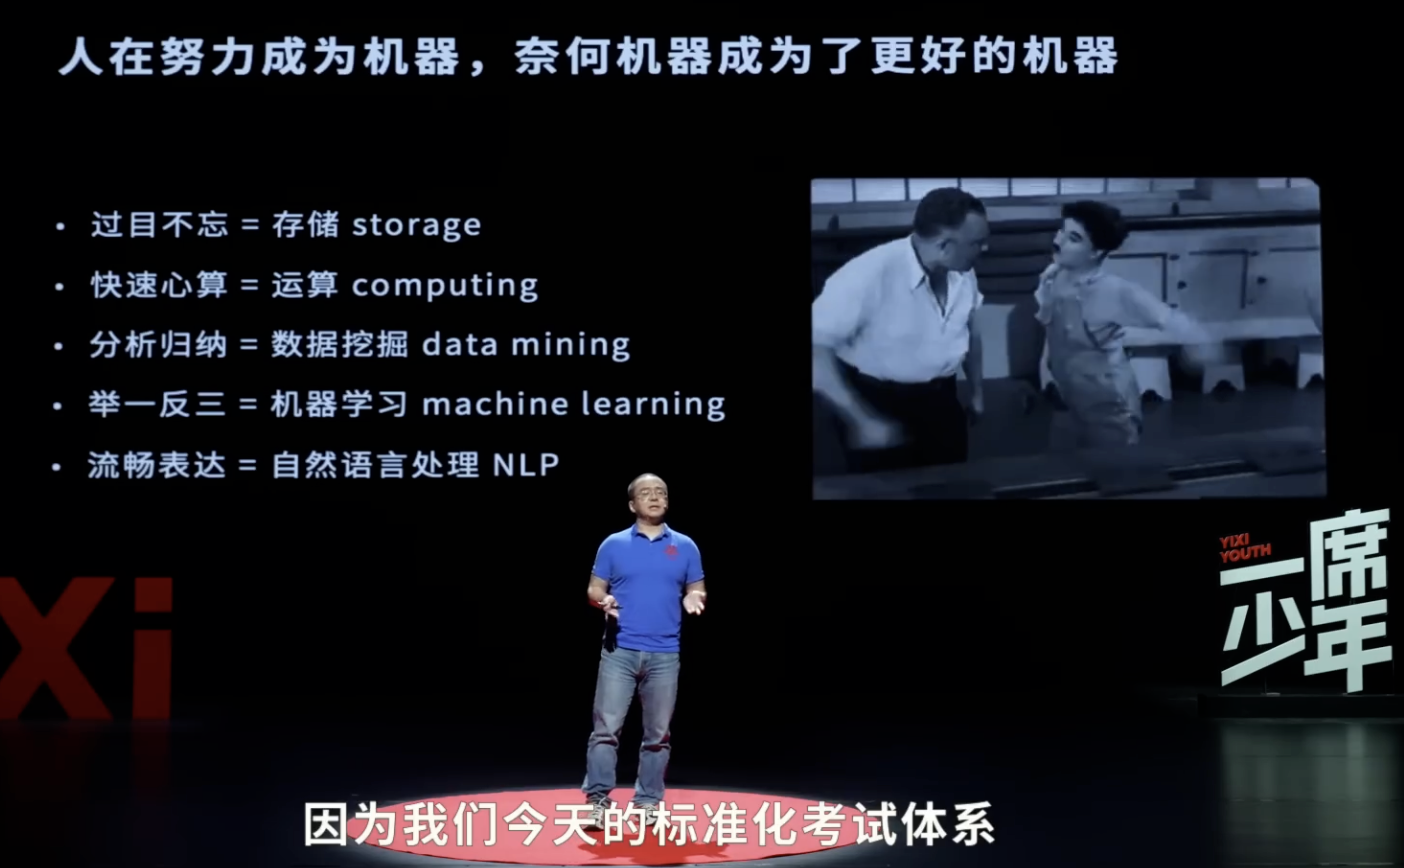 人在努力成为机器，奈何机器成为了更好的机器
• 过目不忘 = 存储 storage
• 快速心算 = 运算 computing
• 分析归纳 = 数据挖掘 data mining
• 举一反三 = 机器学习 machine learning
• 流畅表达 = 自然语言处理 NLP
Xi
YIXI
YOUTH
一席
少年
因为我们今天的标准化考试体系